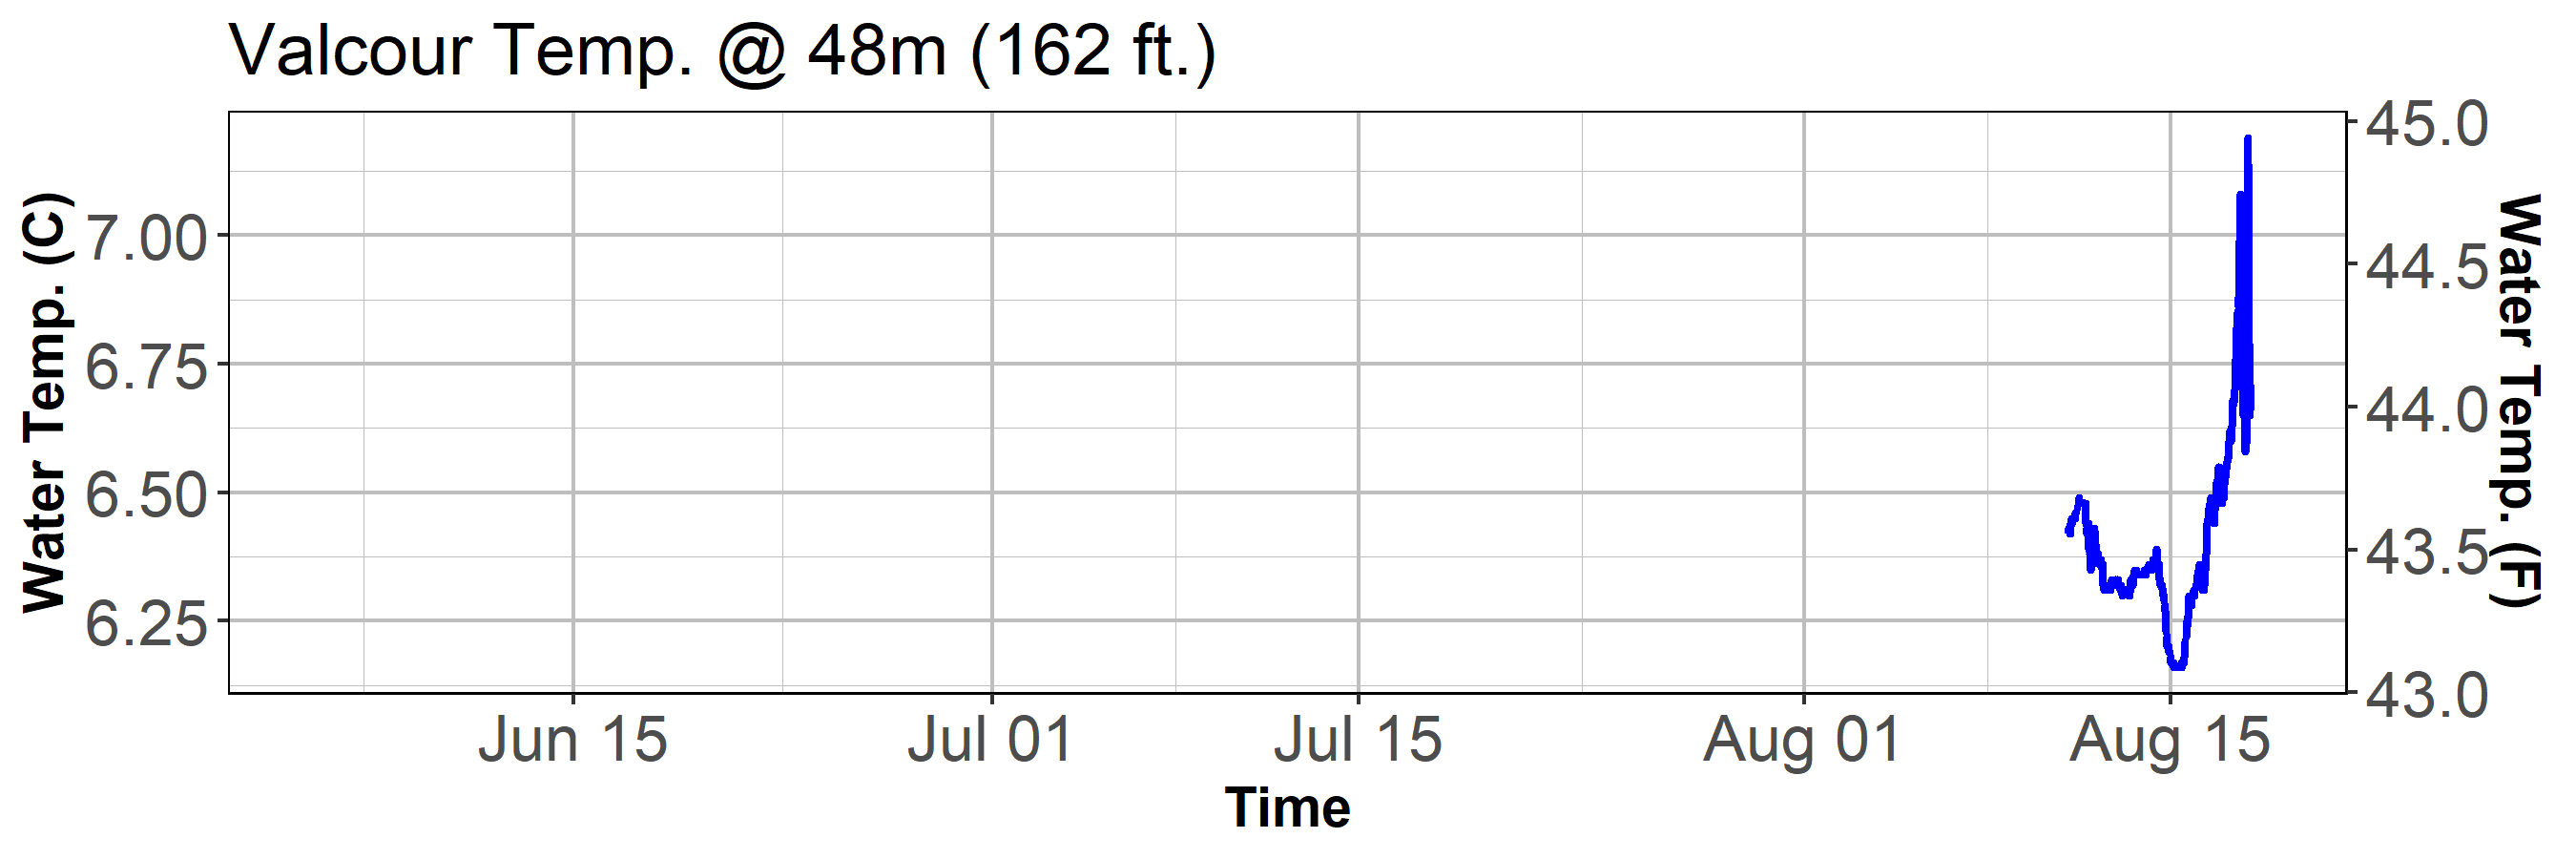 Valcour Temp. @ 48m (162 ft.)
Water Temp. (C)
7.00
6.75
6.50
6.25
45.0
44.5
44.0
43.5
43.0
Water Temp. (F)
Jun 15 Jul 01 Jul 15 Aug 01 Aug 15
Time